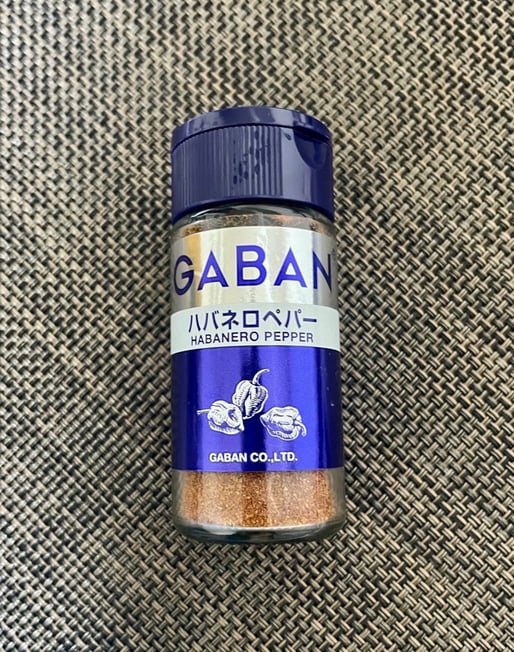 GABAN
ハバネロペパー
HABANERO PEPPER
GABAN CO.,LTD.